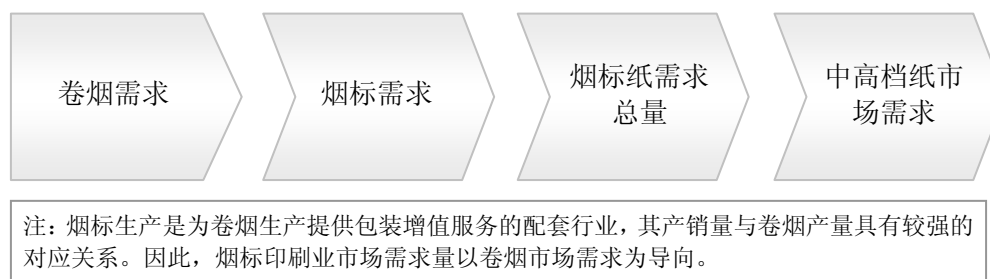 卷烟需求
烟标需求
烟标纸需求
总量
中高档纸市
场需求
注：烟标生产是为卷烟生产提供包装增值服务的配套行业，其产销量与卷烟产量具有较强的
对应关系。因此，烟标印刷业市场需求量以卷烟市场需求为导向。